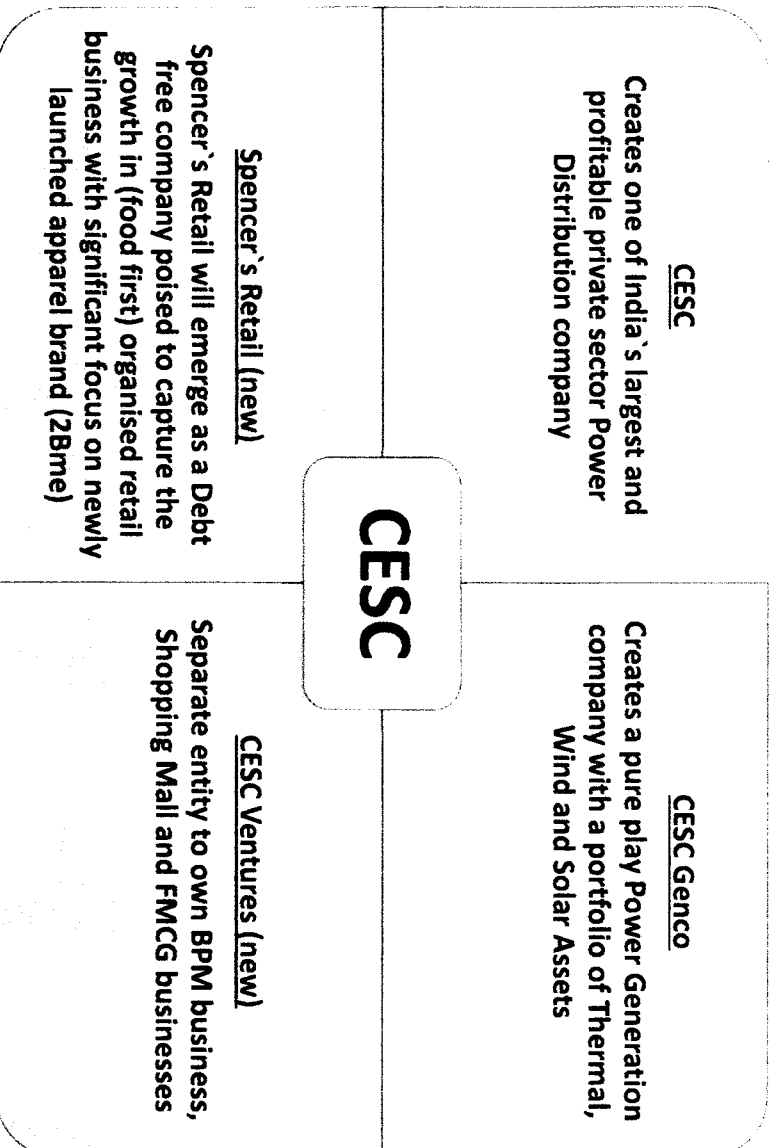 CESC
Creates one of India`s largest and
profitable private sector Power
Distribution company
CESC Genco
Creates a pure play Power Generation
company with a portfolio of Thermal,
Wind and Solar Assets
CESC
Spencer`s Retail (new)
Spencer`s Retail will emerge as a Debt
free company poised to capture the
growth in (food first) organised retail
business with significant focus on newly
launched apparel brand (2Bme)
CESC Ventures (new)
Separate entity to own BPM business,
Shopping Mall and FMCG businesses